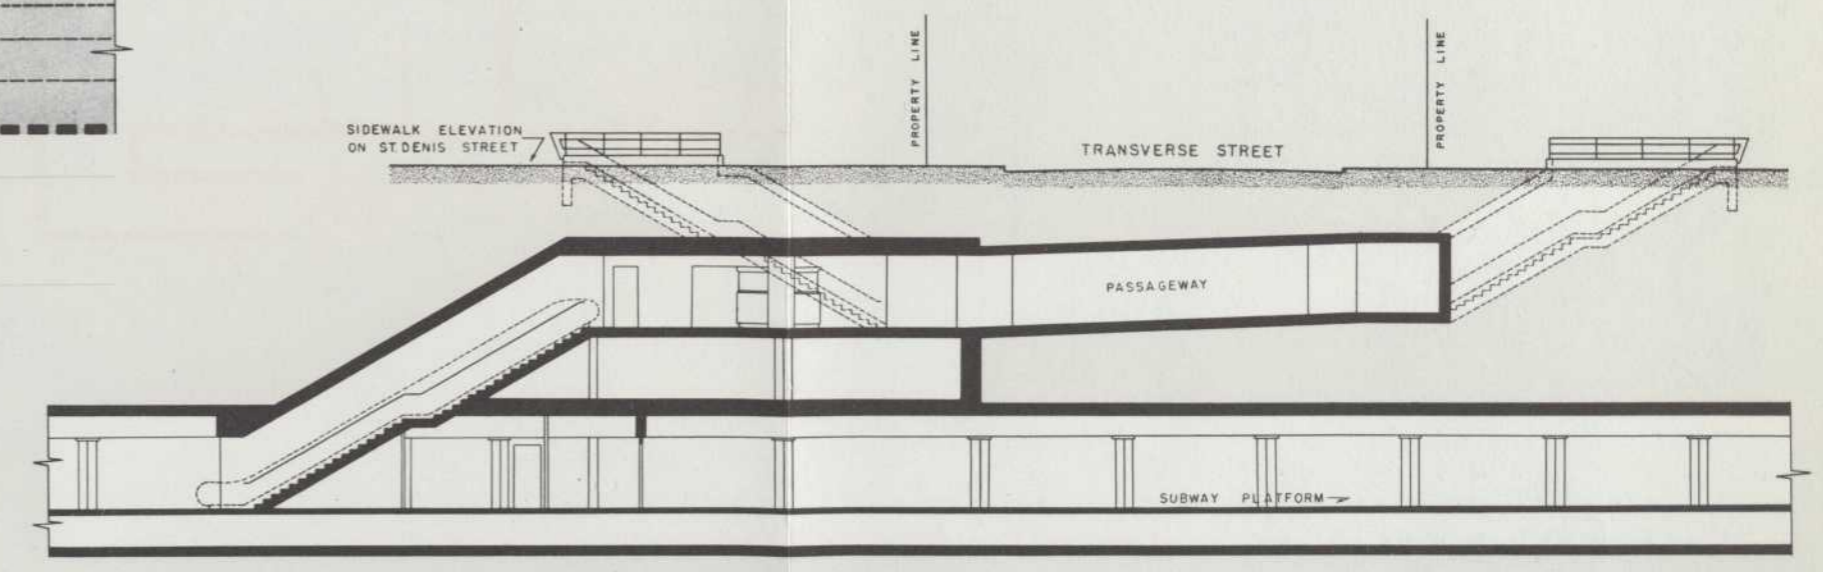 PROPERTY LINE
PROPERTY LINE
SIDEWALK ELEVATION
ON ST. DENIS STREET
TRANSVERSE STREET
PASSAGEWAY
SUBWAY PLATFORM